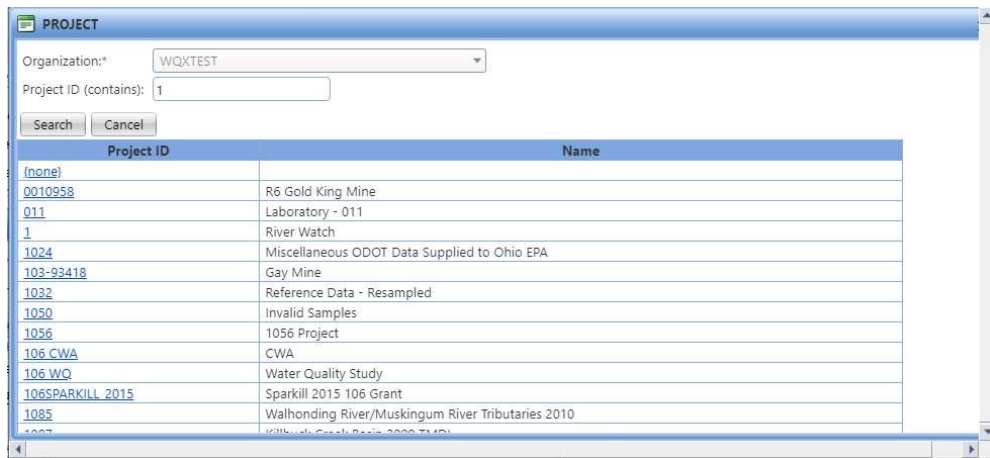 PROJECT
Organization:* WQXTEST
Project ID (contains): 1
Search Cancel
Project ID Name
(none)
0010958 R6 Gold King Mine
011 Laboratory - 011
1 River Watch
1024 Miscellaneous ODOT Data Supplied to Ohio EPA
103-93418 Gay Mine
1032 Reference Data - Resampled
1050 Invalid Samples
1056 1056 Project
106 CWA CWA
106 WQ Water Quality Study
106SPARKILL_2015 Sparkill 2015 106 Grant
1085 Walhonding River/Muskingum River Tributaries 2010